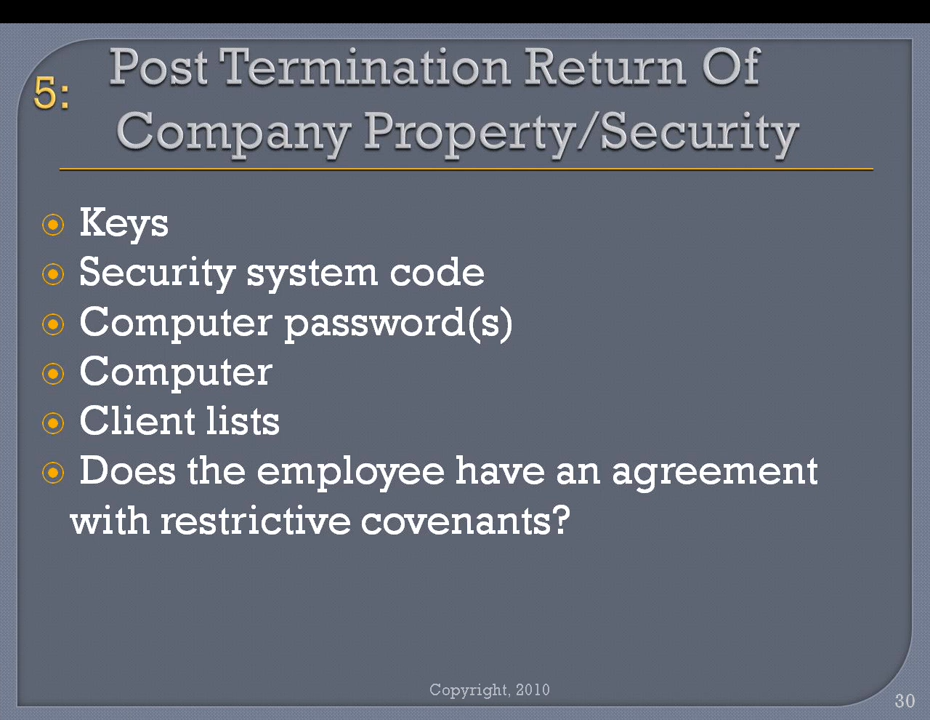 5: Post Termination Return Of
Company Property/Security
Keys
Security system code
Computer password(s)
Computer
Client lists
Does the employee have an agreement
with restrictive covenants?
Copyright, 2010
30